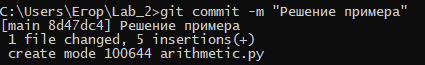 C:\Users\Егор\Lab_2>git commit -m "Решение примера"
[main 8d47dc4] Решение примера
 1 file changed, 5 insertions(+)
 create mode 100644 arithmetic.py